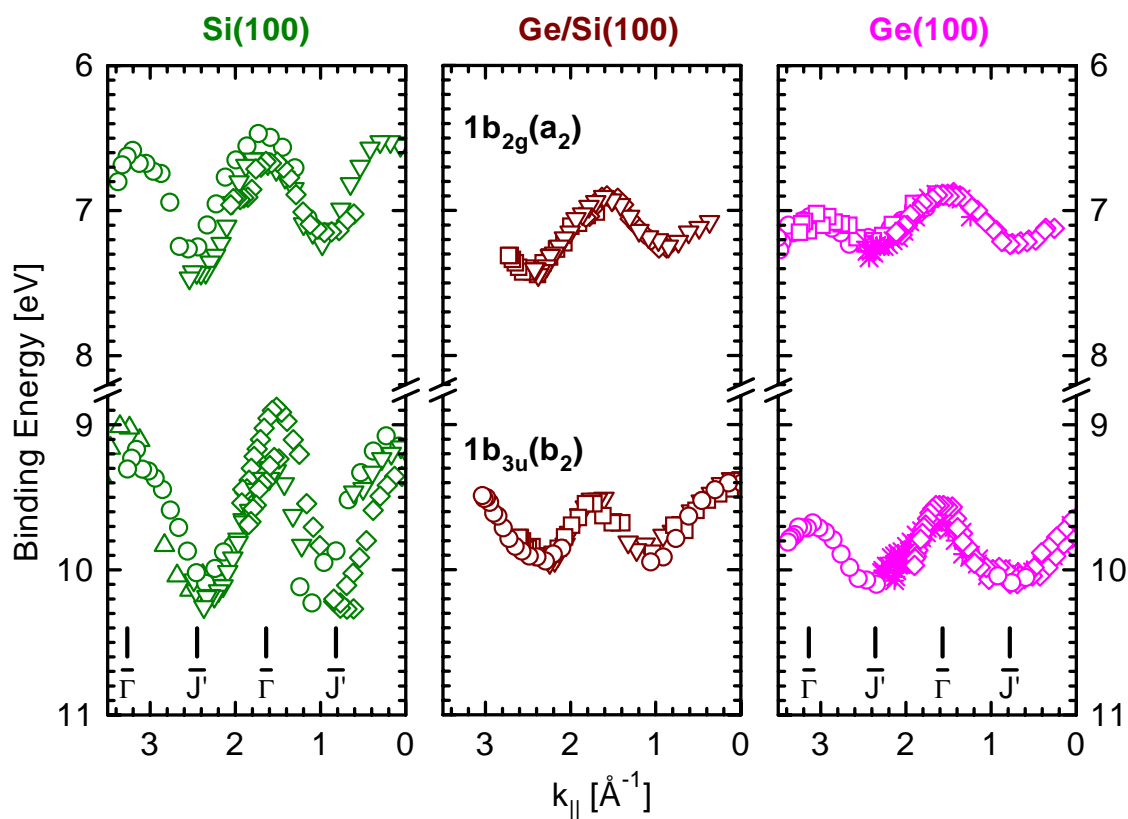 Si(100) Ge/Si(100) Ge(100)
6 6
1b2g(a2)
7 7
8 8
Binding Energy [eV]
9 9
1b3u(b2)
10 10
Γ̅ J̅' Γ̅ J̅' Γ̅ J̅' Γ̅ J̅'
11 11
3 2 1 0 3 2 1 0 3 2 1 0
k|| [Å-1]